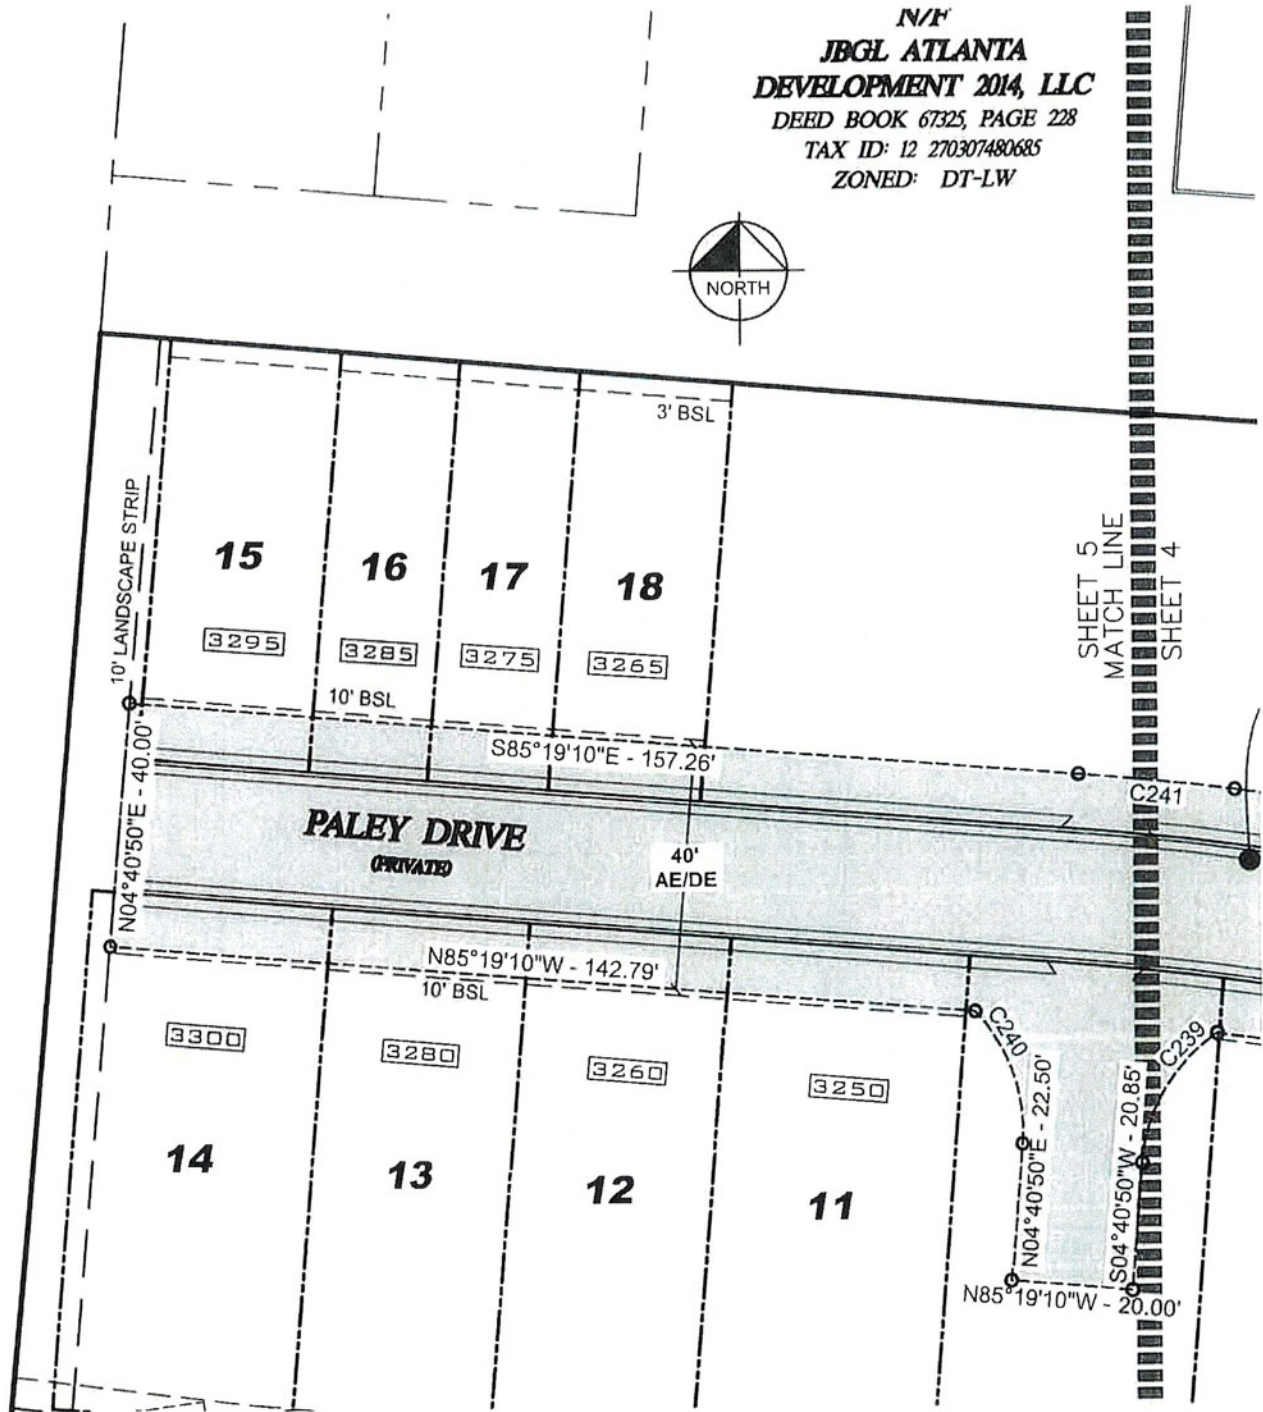 N/F
JBGL ATLANTA
DEVELOPMENT 2014, LLC
DEED BOOK 67325, PAGE 228
TAX ID: 12 270307480685
ZONED: DT-LW
NORTH
3' BSL
10' LANDSCAPE STRIP
15
16
17
18
3295
3285
3275
3265
SHEET 5
MATCH LINE
SHEET 4
10' BSL
S85°19'10"E - 157.26'
C241
N04°40'50"E - 40.00'
PALEY DRIVE
(PRIVATE)
40'
AE/DE
N85°19'10"W - 142.79'
10' BSL
C240
C239
3300
3280
3260
3250
N04°40'50"E - 22.50'
S04°40'50"W - 20.85'
14
13
12
11
N85°19'10"W - 20.00'